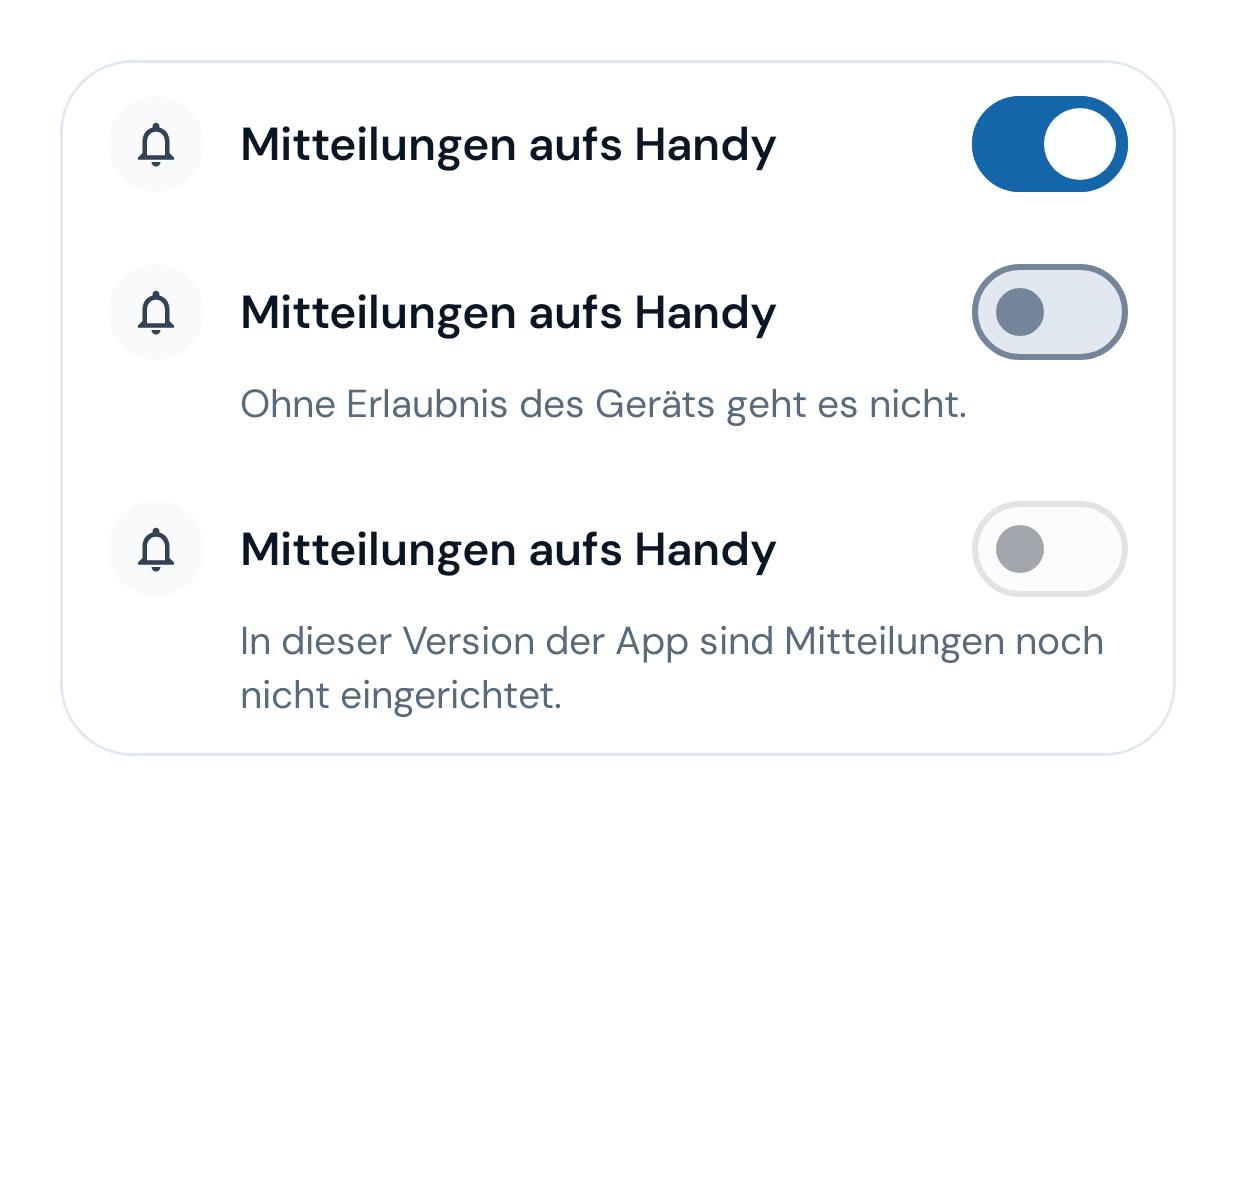 Mitteilungen aufs Handy
Mitteilungen aufs Handy
Ohne Erlaubnis des Geräts geht es nicht.
Mitteilungen aufs Handy
In dieser Version der App sind Mitteilungen noch
nicht eingerichtet.